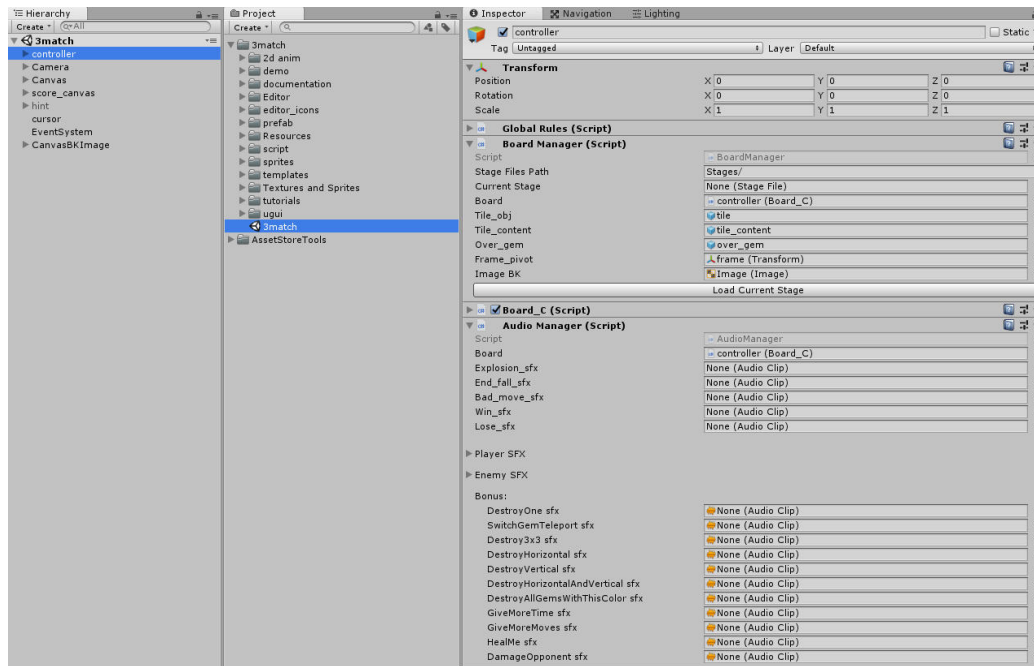 Hierarchy
Create
All
3match
controller
Camera
Canvas
score_canvas
hint
cursor
EventSystem
CanvasBKImage
Project
Create
3match
2d anim
demo
documentation
Editor
editor_icons
prefab
Resources
script
sprites
templates
Textures and Sprites
tutorials
ugui
3match
AssetStoreTools
Inspector Navigation Lighting
controller Static
Tag Untagged Layer Default
Transform
Position X 0 Y 0 Z 0
Rotation X 0 Y 0 Z 0
Scale X 1 Y 1 Z 1
Global Rules (Script)
Board Manager (Script)
Script BoardManager
Stage Files Path Stages/
Current Stage None (Stage File)
Board controller (Board_C)
Tile_obj tile
Tile_content tile_content
Over_gem over_gem
Frame_pivot frame (Transform)
Image BK Image (Image)
Load Current Stage
Board_C (Script)
Audio Manager (Script)
Script AudioManager
Board controller (Board_C)
Explosion_sfx None (Audio Clip)
End_fall_sfx None (Audio Clip)
Bad_move_sfx None (Audio Clip)
Win_sfx None (Audio Clip)
Lose_sfx None (Audio Clip)
Player SFX
Enemy SFX
Bonus:
DestroyOne sfx None (Audio Clip)
SwitchGemTeleport sfx None (Audio Clip)
Destroy3x3 sfx None (Audio Clip)
DestroyHorizontal sfx None (Audio Clip)
DestroyVertical sfx None (Audio Clip)
DestroyHorizontalAndVertical sfx None (Audio Clip)
DestroyAllGemsWithThisColor sfx None (Audio Clip)
GiveMoreTime sfx None (Audio Clip)
GiveMoreMoves sfx None (Audio Clip)
HealMe sfx None (Audio Clip)
DamageOpponent sfx None (Audio Clip)